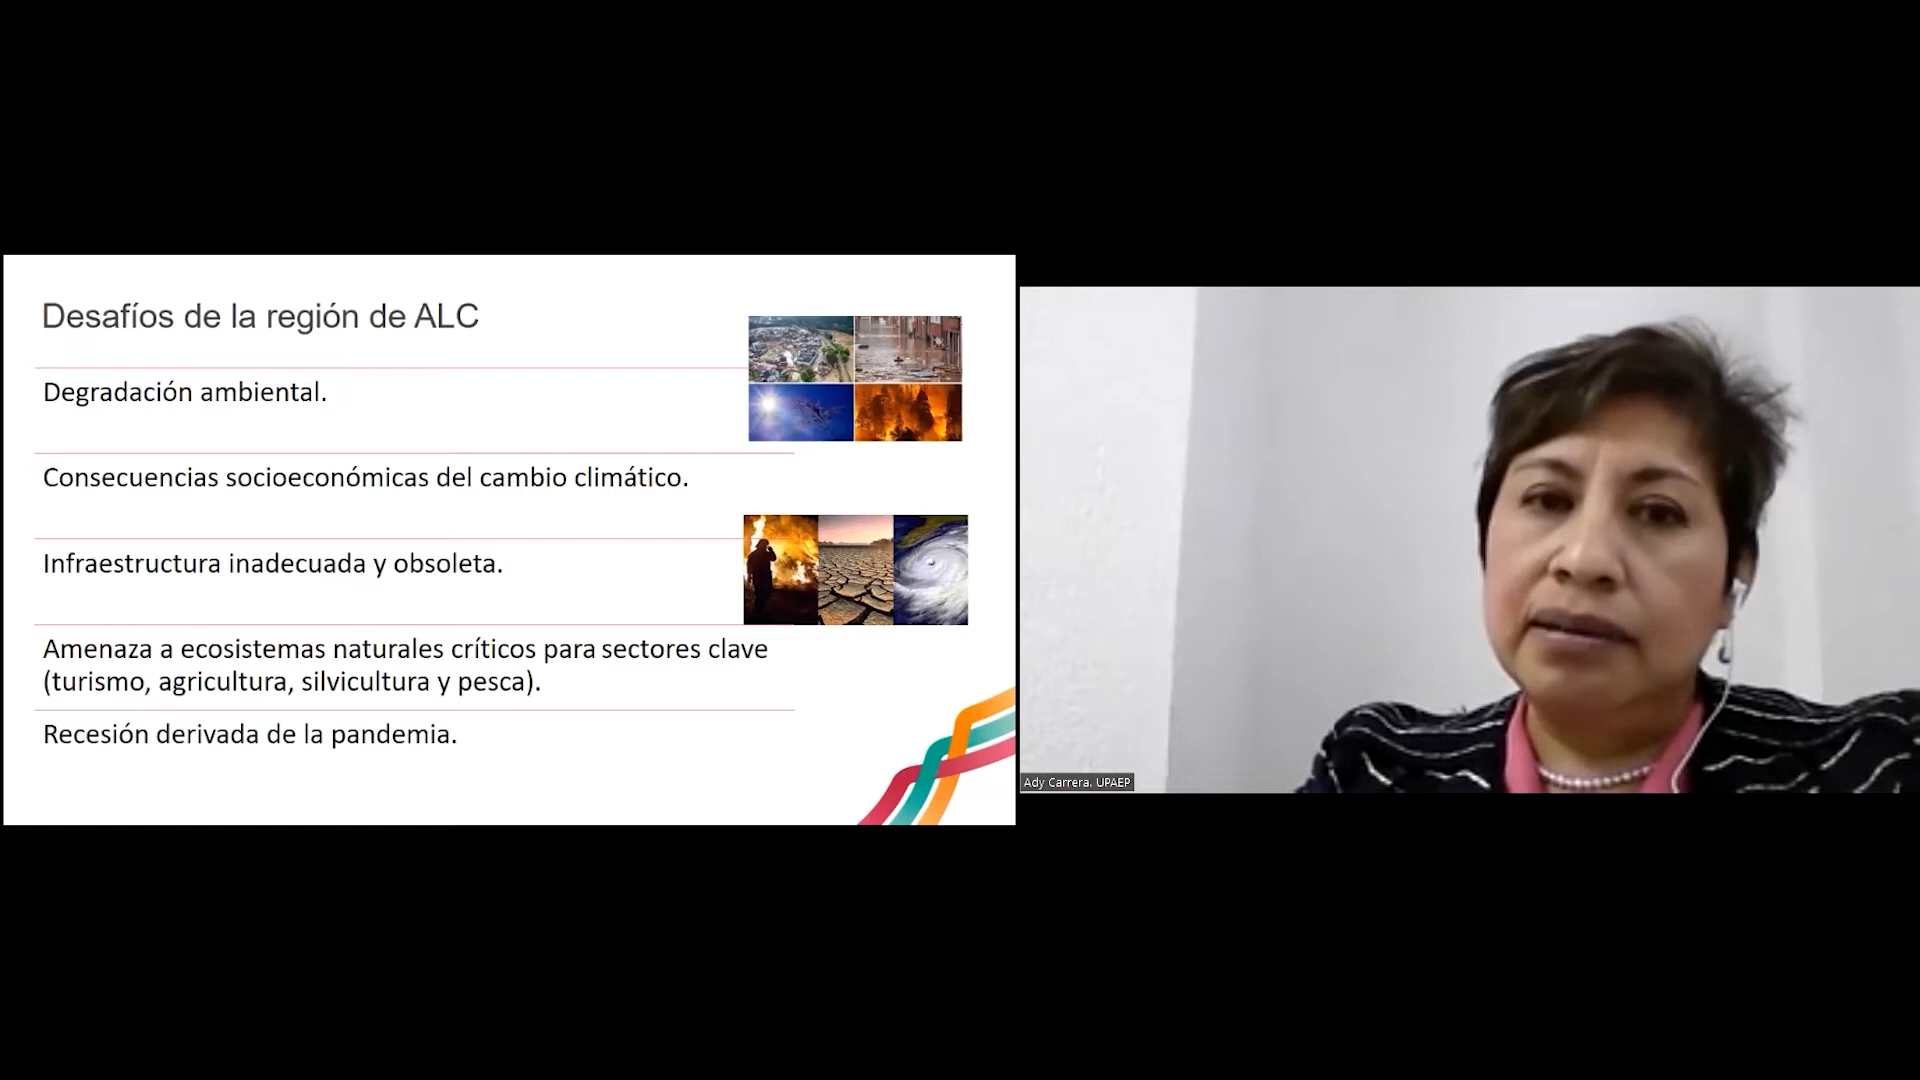 Desafíos de la región de ALC
Degradación ambiental.
Consecuencias socioeconómicas del cambio climático.
Infraestructura inadecuada y obsoleta.
Amenaza a ecosistemas naturales críticos para sectores clave
(turismo, agricultura, silvicultura y pesca).
Recesión derivada de la pandemia.
Ady Carrera. UPAEP